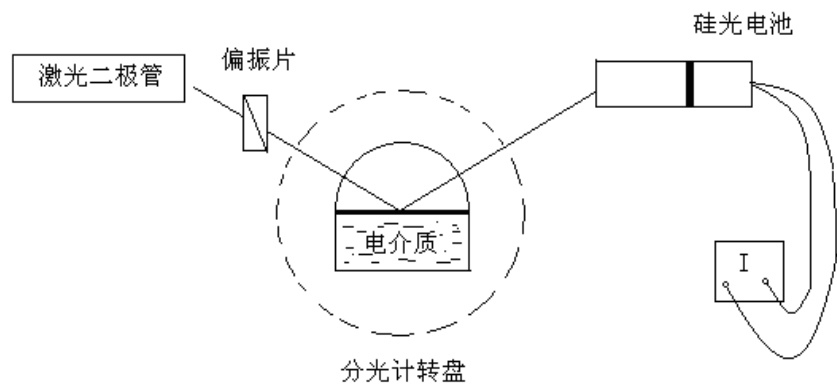 硅光电池
偏振片
激光二极管
电介质
I
分光计转盘